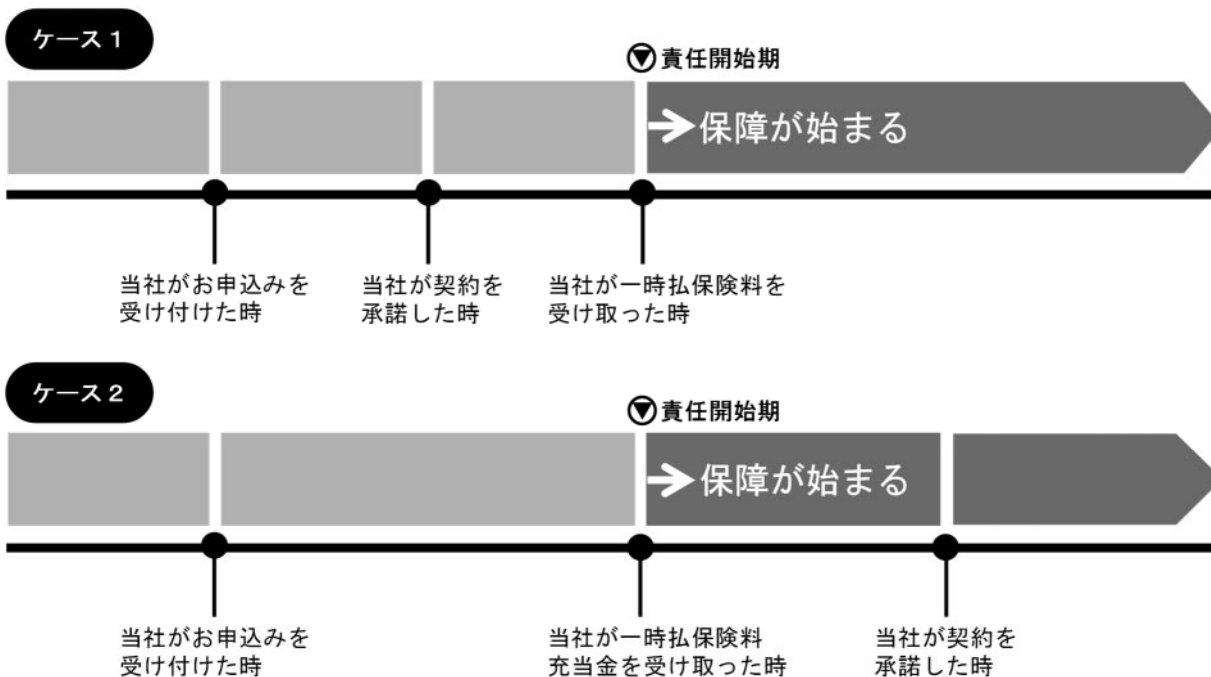 ケース1
責任開始期
保障が始まる
当社がお申込みを
受け付けた時
当社が契約を
承諾した時
当社が一時払保険料を
受け取った時
ケース2
責任開始期
保障が始まる
当社がお申込みを
受け付けた時
当社が一時払保険料
充当金を受け取った時
当社が契約を
承諾した時